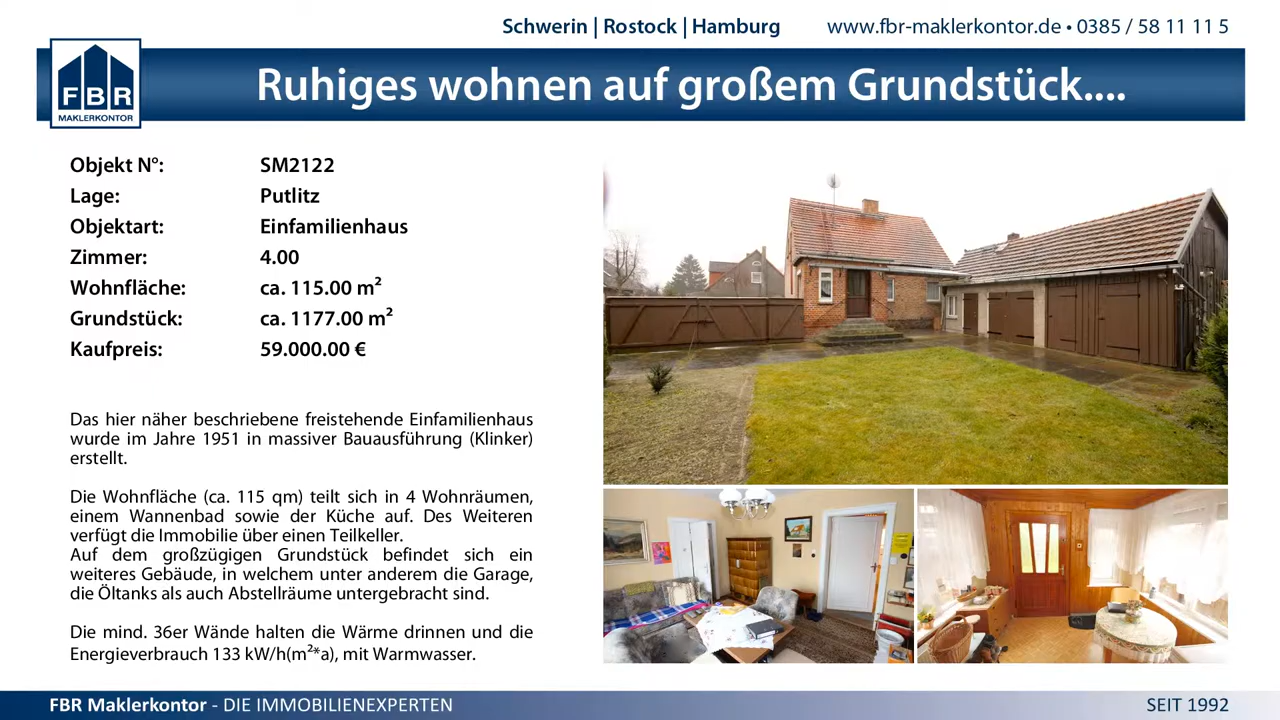 Schwerin | Rostock | Hamburg www.fbr-maklerkontor.de • 0385 / 58 11 11 5
FBR
MAKLERKONTOR
Ruhiges wohnen auf großem Grundstück....
Objekt N°: SM2122
Lage: Putlitz
Objektart: Einfamilienhaus
Zimmer: 4.00
Wohnfläche: ca. 115.00 m²
Grundstück: ca. 1177.00 m²
Kaufpreis: 59.000.00 €
Das hier näher beschriebene freistehende Einfamilienhaus
wurde im Jahre 1951 in massiver Bauausführung (Klinker)
erstellt.
Die Wohnfläche (ca. 115 qm) teilt sich in 4 Wohnräumen,
einem Wannenbad sowie der Küche auf. Des Weiteren
verfügt die Immobilie über einen Teilkeller.
Auf dem großzügigen Grundstück befindet sich ein
weiteres Gebäude, in welchem unter anderem die Garage,
die Öltanks als auch Abstellräume untergebracht sind.
Die mind. 36er Wände halten die Wärme drinnen und die
Energieverbrauch 133 kW/h(m²*a), mit Warmwasser.
FBR Maklerkontor - DIE IMMOBILIENEXPERTEN SEIT 1992